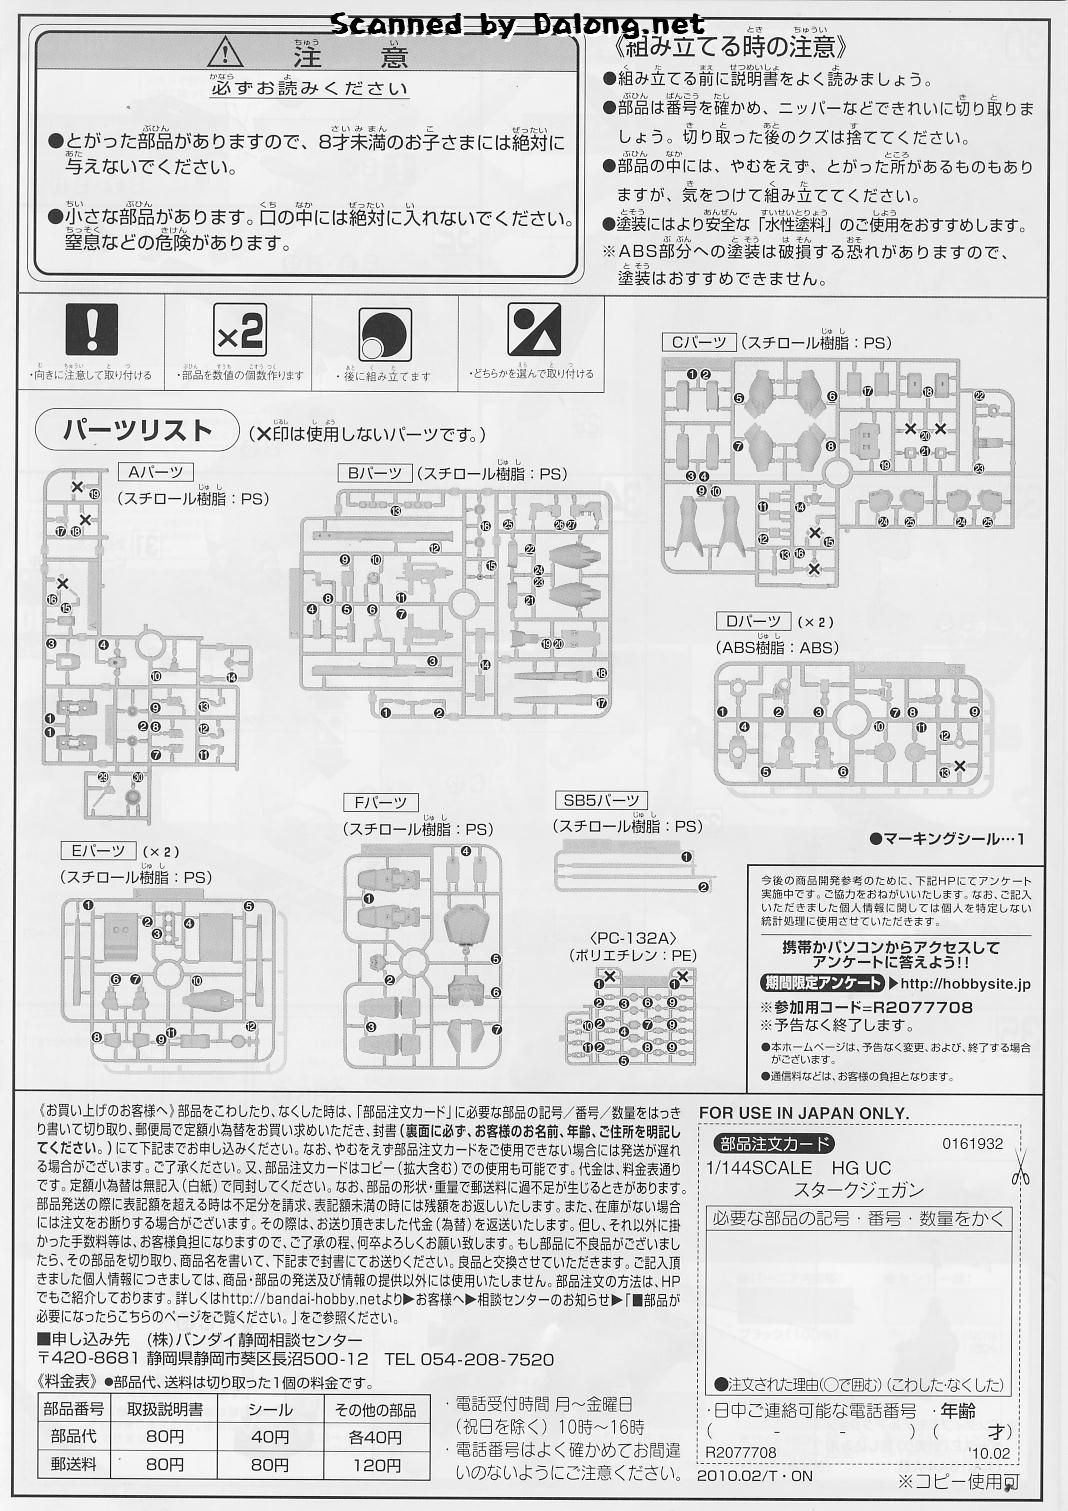 Scanned by Dalong.net
注意
必ずお読みください
●とがった部品がありますので、8才未満のお子さまには絶対に
与えないでください。
●小さな部品があります。口の中には絶対に入れないでください。
窒息などの危険があります。
《組み立てる時の注意》
●組み立てる前に説明書をよく読みましょう。
●部品は番号を確かめ、ニッパーなどできれいに切り取りま
しょう。切り取った後のクズは捨ててください。
●部品の中には、やむをえず、とがった所があるものもあり
ますが、気をつけて組み立ててください。
●塗装にはより安全な「水性塗料」のご使用をおすすめします。
※ABS部分への塗装は破損する恐れがありますので、
塗装はおすすめできません。
×2
・向きに注意して取り付ける
・部品を数値の個数作ります
・後に組み立てます
・どちらかを選んで取り付ける
パーツリスト
(×印は使用しないパーツです。)
Aパーツ
(スチロール樹脂：PS)
Bパーツ
(スチロール樹脂：PS)
Cパーツ
(スチロール樹脂：PS)
Dパーツ (×2)
(ABS樹脂：ABS)
Eパーツ (×2)
(スチロール樹脂：PS)
Fパーツ
(スチロール樹脂：PS)
SB5パーツ
(スチロール樹脂：PS)
〈PC-132A〉
(ポリエチレン：PE)
●マーキングシール…1
今後の商品開発参考のために、下記HPにてアンケート
実施中です。ご協力をおねがいいたします。なお、ご記入
いただきました個人情報に関しては個人を特定しない
統計処理に使用させていただきます。
携帯かパソコンからアクセスして
アンケートに答えよう!!
期間限定アンケート ▶http://hobbysite.jp
※参加用コード=R2077708
※予告なく終了します。
●本ホームページは、予告なく変更、および、終了する場合
がございます。
●通信料などは、お客様の負担となります。
《お買い上げのお客様へ》部品をこわしたり、なくした時は、「部品注文カード」に必要な部品の記号／番号／数量をはっき
り書いて切り取り、郵便局で定額小為替をお買い求めいただき、封書(裏面に必ず、お客様のお名前、年齢、ご住所を明記し
てください。)にて下記までお申し込みください。なお、やむをえず部品注文カードをご使用できない場合には発送が遅れ
る場合がございます。ご了承ください。又、部品注文カードはコピー(拡大含む)での使用も可能です。代金は、料金表通り
です。定額小為替は無記入(白紙)で同封してください。なお、部品の形状・重量で郵送料に過不足が生じるときがあります。
部品発送の際に表記額を超える時は不足分を請求、表記額未満の時には残額をお返しいたします。また、在庫がない場合
には注文をお断りする場合がございます。その際は、お送り頂きました代金(為替)を返送いたします。但し、それ以外に掛
かった手数料等は、お客様負担になりますので、ご了承の程、何卒よろしくお願い致します。もし部品に不良品がございまし
たら、その部品を切り取り、商品名を書いて、下記まで封書にてお送りください。良品と交換させていただきます。ご記入頂
きました個人情報につきましては、商品・部品の発送及び情報の提供以外には使用いたしません。部品注文の方法は、HP
でもご紹介しております。詳しくはhttp://bandai-hobby.netより▶お客様へ▶相談センターのお知らせ▶「■部品が
必要になったらこちらのページをご覧ください。」をご参照ください。
■申し込み先 (株)バンダイ静岡相談センター
〒420-8681 静岡県静岡市葵区長沼500-12 TEL 054-208-7520
《料金表》●部品代、送料は切り取った1個の料金です。
部品番号 取扱説明書 シール その他の部品
部品代 80円 40円 各40円
郵送料 80円 80円 120円
・電話受付時間 月〜金曜日
(祝日を除く) 10時〜16時
・電話番号はよく確かめてお間違
いのないようにご注意ください。
FOR USE IN JAPAN ONLY.
部品注文カード 0161932
1/144SCALE HG UC
スタークジェガン
必要な部品の記号・番号・数量をかく
●注文された理由(○で囲む) (こわした・なくした)
・日中ご連絡可能な電話番号 ・年齢
( - - ) ( 才)
R2077708 '10.02
2010.02/T・ON ※コピー使用可